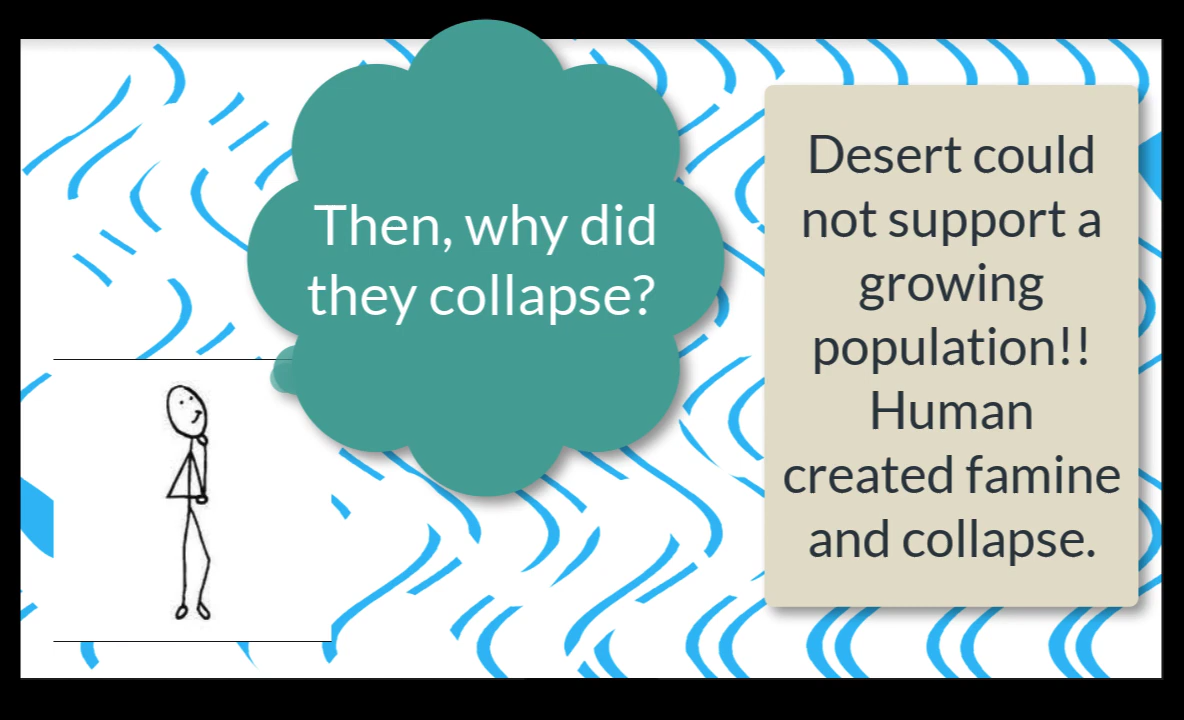 Then, why did
they collapse?
Desert could
not support a
growing
population!!
Human
created famine
and collapse.